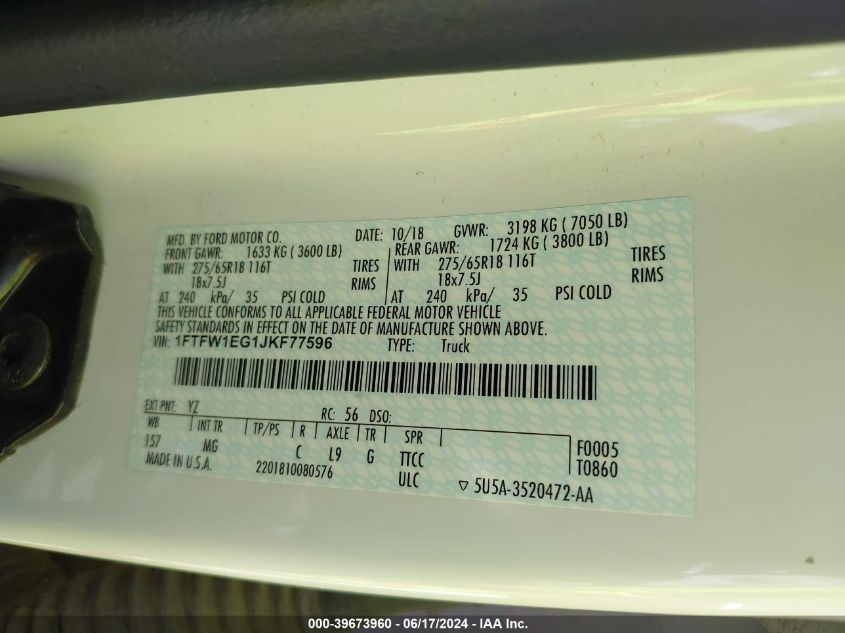 MFD. BY FORD MOTOR CO. DATE: 10/18 GVWR: 3198 KG ( 7050 LB)
FRONT GAWR: 1633 KG ( 3600 LB) REAR GAWR: 1724 KG ( 3800 LB)
WITH 275/65R18 116T TIRES WITH 275/65R18 116T TIRES
18x7.5J RIMS 18x7.5J RIMS
AT 240 kPa/ 35 PSI COLD AT 240 kPa/ 35 PSI COLD
THIS VEHICLE CONFORMS TO ALL APPLICABLE FEDERAL MOTOR VEHICLE
SAFETY STANDARDS IN EFFECT ON THE DATE OF MANUFACTURE SHOWN ABOVE.
VIN: 1FTFW1EG1JKF77596 TYPE: Truck
EXT PNT: YZ RC: 56 DSO:
WB INT TR TP/PS R AXLE TR SPR
157 MG C L9 G TTCC F0005
MADE IN U.S.A. 2201810080576 ULC T0860
5U5A-3520472-AA
000-39673960 - 06/17/2024 - IAA, Inc.